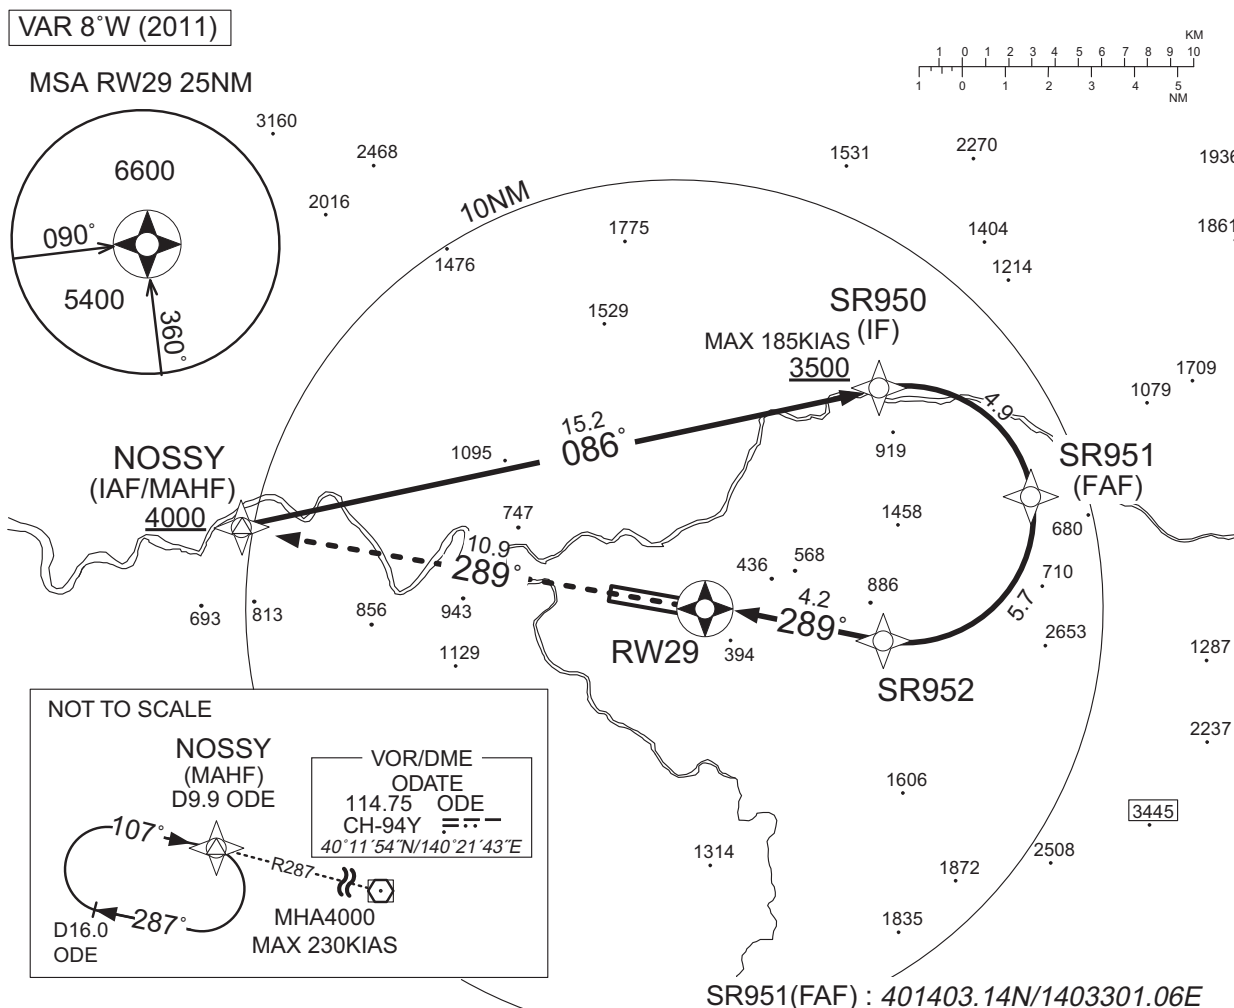 VAR 8°W (2011)
MSA RW29 25NM
6600
090°
5400
360°
KM
1 0 1 2 3 4 5 6 7 8 9 10
1 0 1 2 3 4 5
NM
3160
2468
2016
1531
2270
1936
10NM
1775
1476
1404
1861
1214
1529
SR950
(IF)
MAX 185KIAS
3500
1709
1079
4.9
15.2
086°
919
1095
NOSSY
(IAF/MAHF)
4000
SR951
(FAF)
747
1458
680
10.9
289°
436
568
886
710
4.2
289°
5.7
693
813
856
943
1129
RW29
394
2653
1287
SR952
2237
1606
3445
1314
2508
1872
1835
NOT TO SCALE
NOSSY
(MAHF)
D9.9 ODE
VOR/DME
ODATE
114.75 ODE
CH-94Y
40°11´54˝N/140°21´43˝E
107°
R287
287°
D16.0
ODE
MHA4000
MAX 230KIAS
SR951(FAF) : 401403.14N/1403301.06E